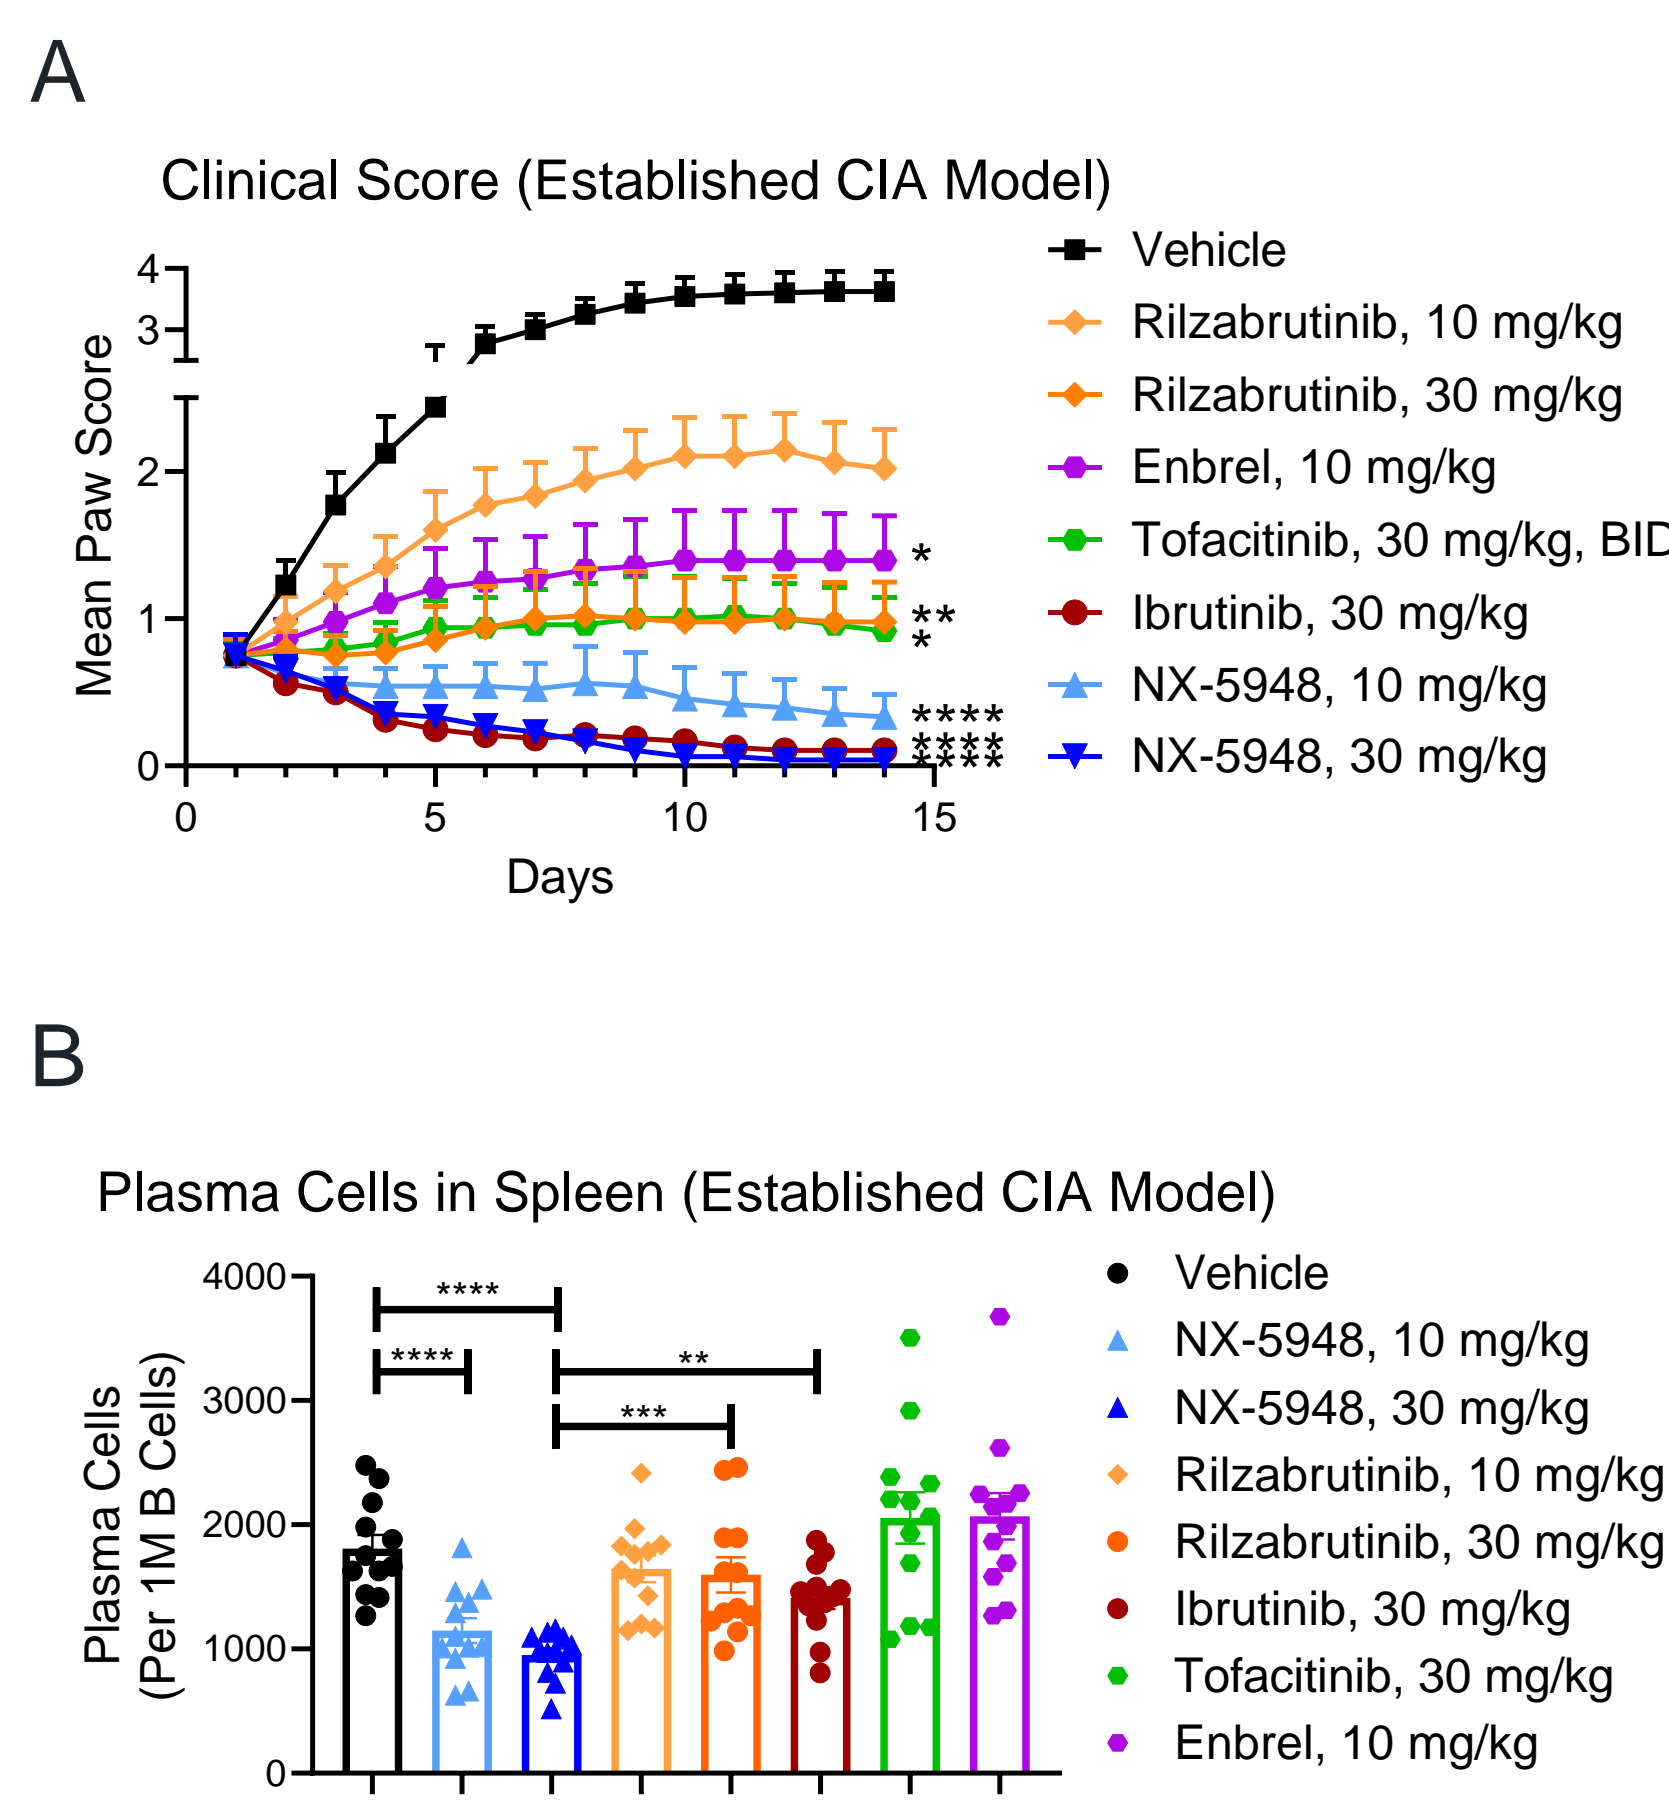 A
Clinical Score (Established CIA Model)
Mean Paw Score
4
3
2
1
0
0 5 10 15
Days
*
**
*
****
****
****
Vehicle
Rilzabrutinib, 10 mg/kg
Rilzabrutinib, 30 mg/kg
Enbrel, 10 mg/kg
Tofacitinib, 30 mg/kg, BID
Ibrutinib, 30 mg/kg
NX-5948, 10 mg/kg
NX-5948, 30 mg/kg
B
Plasma Cells in Spleen (Established CIA Model)
Plasma Cells
(Per 1M B Cells)
4000
3000
2000
1000
0
****
****
**
***
Vehicle
NX-5948, 10 mg/kg
NX-5948, 30 mg/kg
Rilzabrutinib, 10 mg/kg
Rilzabrutinib, 30 mg/kg
Ibrutinib, 30 mg/kg
Tofacitinib, 30 mg/kg
Enbrel, 10 mg/kg